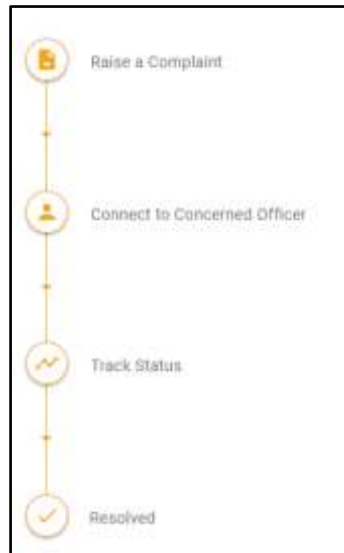 Raise a Complaint
Connect to Concerned Officer
Track Status
Resolved